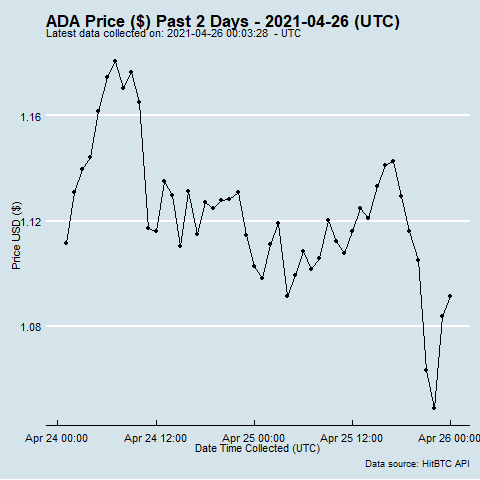 ADA Price ($) Past 2 Days - 2021-04-26 (UTC)
Latest data collected on: 2021-04-26 00:03:28 - UTC
1.16
1.12
1.08
Price USD ($)
Apr 24 00:00 Apr 24 12:00 Apr 25 00:00 Apr 25 12:00 Apr 26 00:00
Date Time Collected (UTC)
Data source: HitBTC API